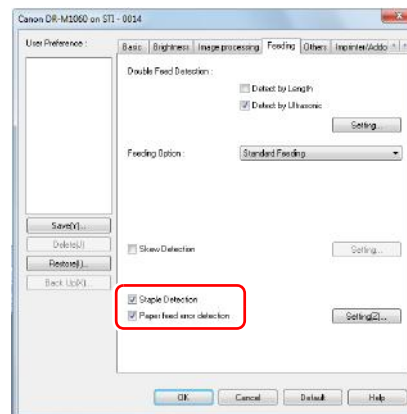 Canon DR-M1060 on STI - 0014
User Preference :
Basic Brightness Image processing Feeding Others Imprinter/Addo
Double Feed Detection :
Detect by Length
Detect by Ultrasonic
Setting...
Feeding Option :
Standard Feeding
Save(Y)...
Delete(J)
Skew Detection
Setting...
Restore(L)...
Back Up(X)...
Staple Detection
Paper feed error detection
Setting(Z)...
OK Cancel Default Help